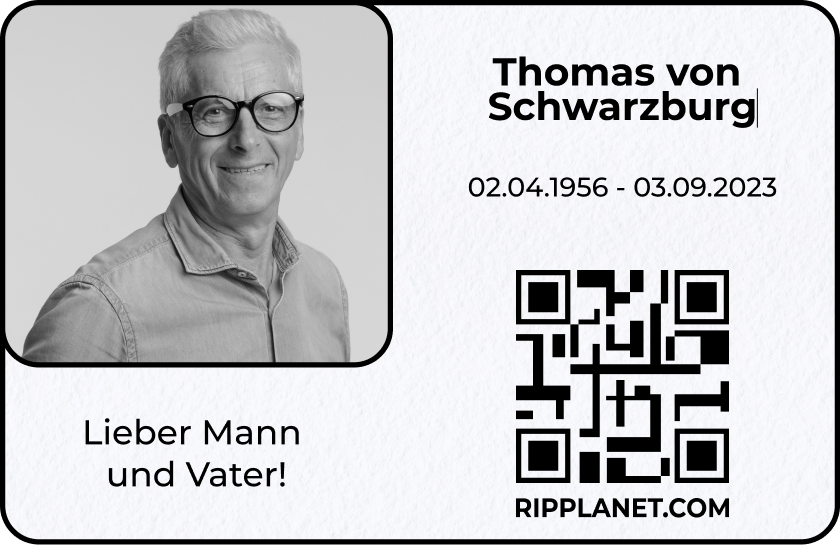 Thomas von
Schwarzburg
02.04.1956 - 03.09.2023
Lieber Mann
und Vater!
RIPPLANET.COM